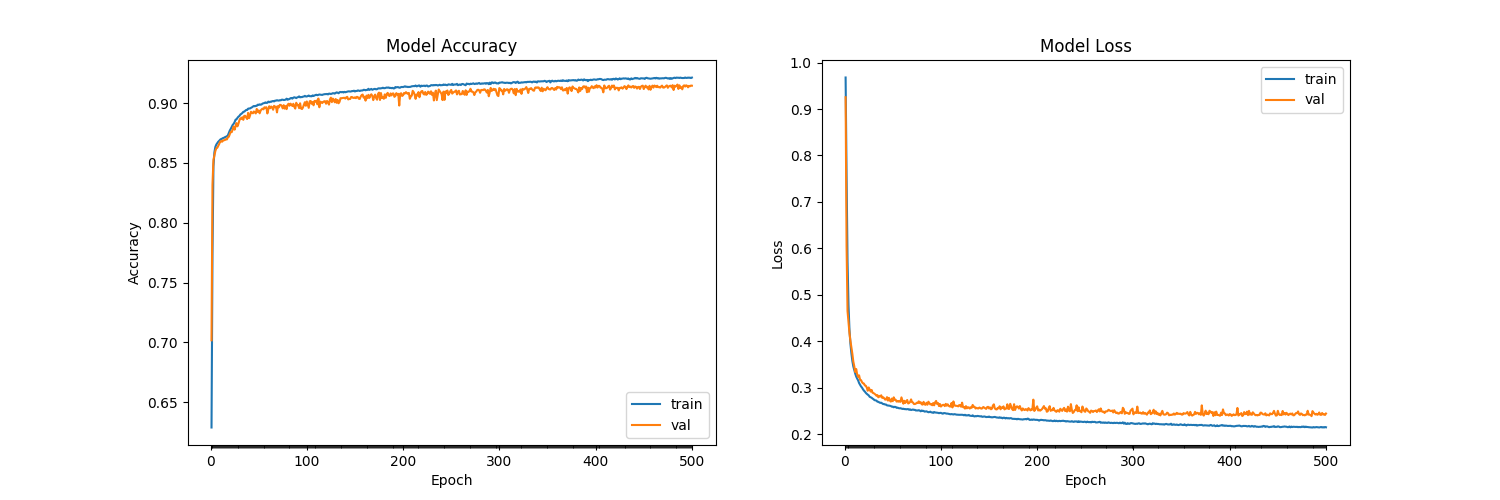 Model Accuracy
Accuracy
0.90
0.85
0.80
0.75
0.70
0.65
0 100 200 300 400 500
Epoch
train
val
Model Loss
Loss
1.0
0.9
0.8
0.7
0.6
0.5
0.4
0.3
0.2
0 100 200 300 400 500
Epoch
train
val